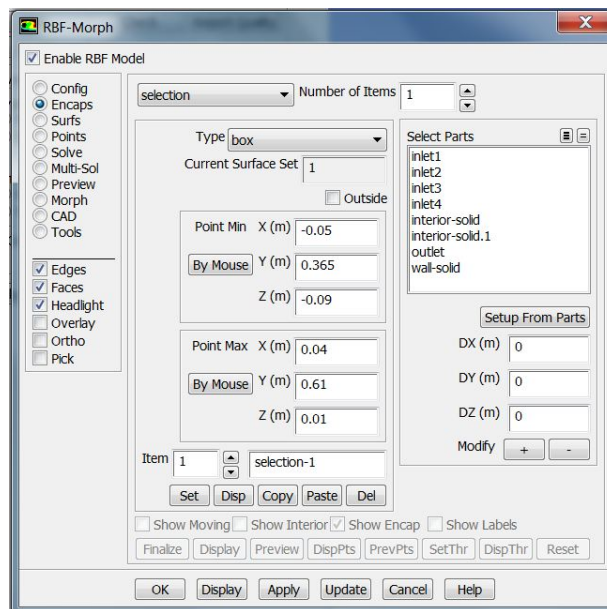 RBF-Morph
Enable RBF Model
Config
Encaps
Surfs
Points
Solve
Multi-Sol
Preview
Morph
CAD
Tools
Edges
Faces
Headlight
Overlay
Ortho
Pick
selection
Number of Items 1
Type box
Current Surface Set 1
Outside
Point Min X (m) -0.05
By Mouse Y (m) 0.365
Z (m) -0.09
Point Max X (m) 0.04
By Mouse Y (m) 0.61
Z (m) 0.01
Item 1 selection-1
Set Disp Copy Paste Del
Select Parts
inlet1
inlet2
inlet3
inlet4
interior-solid
interior-solid.1
outlet
wall-solid
Setup From Parts
DX (m) 0
DY (m) 0
DZ (m) 0
Modify + -
Show Moving Show Interior Show Encap Show Labels
Finalize Display Preview DispPts PrevPts SetThr DispThr Reset
OK Display Apply Update Cancel Help